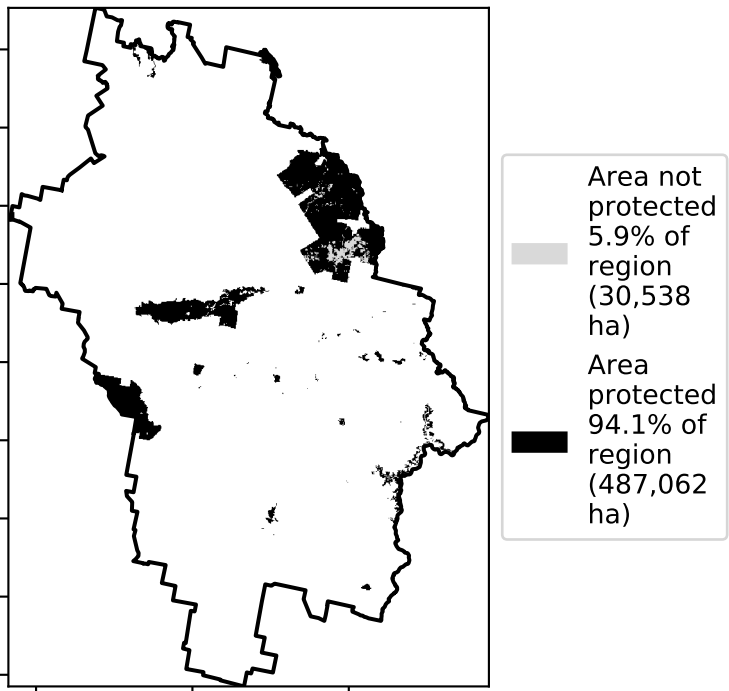 Area not
protected
5.9% of
region
(30,538
ha)
Area
protected
94.1% of
region
(487,062
ha)